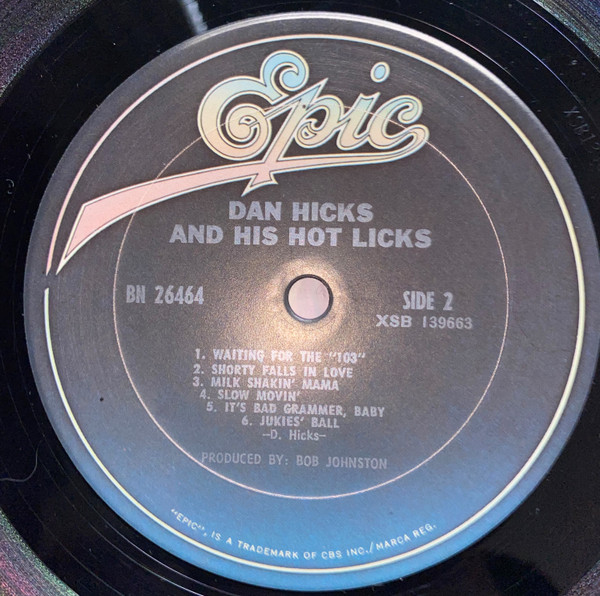 Epic
DAN HICKS
AND HIS HOT LICKS
BN 26464
SIDE 2
XSB 139663
1. WAITING FOR THE "103"
2. SHORTY FALLS IN LOVE
3. MILK SHAKIN' MAMA
4. SLOW MOVIN'
5. IT'S BAD GRAMMER, BABY
6. JUKIES' BALL
-D. Hicks-
PRODUCED BY: BOB JOHNSTON
"EPIC", IS A TRADEMARK OF CBS INC./MARCA REG.